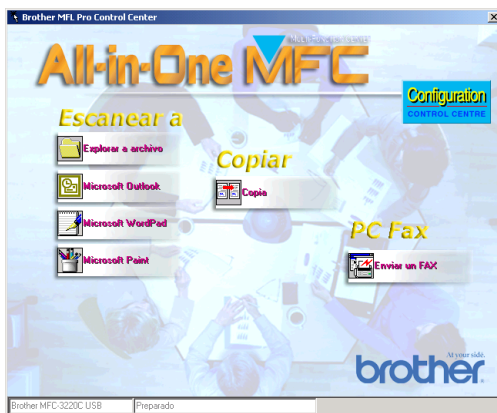 Brother MFL Pro Control Center
All-in-One MFC
Configuration
CONTROL CENTRE
Escanear a
Explorar a archivo
Microsoft Outlook
Microsoft WordPad
Microsoft Paint
Copiar
Copia
PC Fax
Enviar un FAX
At your side.
brother
Brother MFC-3220C USB
Preparado